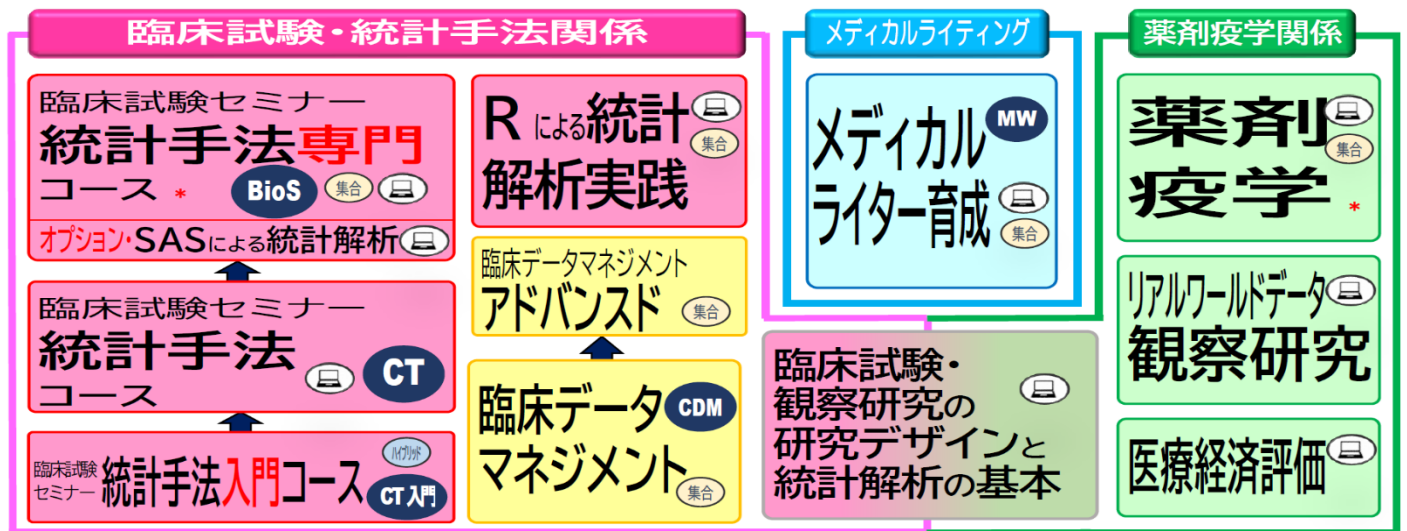 臨床試験・統計手法関係
臨床試験セミナー
統計手法専門
コース *
BioS
集合
オプション・SASによる統計解析
臨床試験セミナー
統計手法
コース
CT
臨床試験
セミナー
統計手法入門コース
ハイブリッド
CT入門
R による統計
解析実践
集合
臨床データマネジメント
アドバンスド
集合
臨床データ
マネジメント
CDM
集合
メディカルライティング
メディカル
ライター育成
MW
集合
臨床試験・
観察研究の
研究デザインと
統計解析の基本
薬剤疫学関係
薬剤
疫学 *
集合
リアルワールドデータ
観察研究
医療経済評価